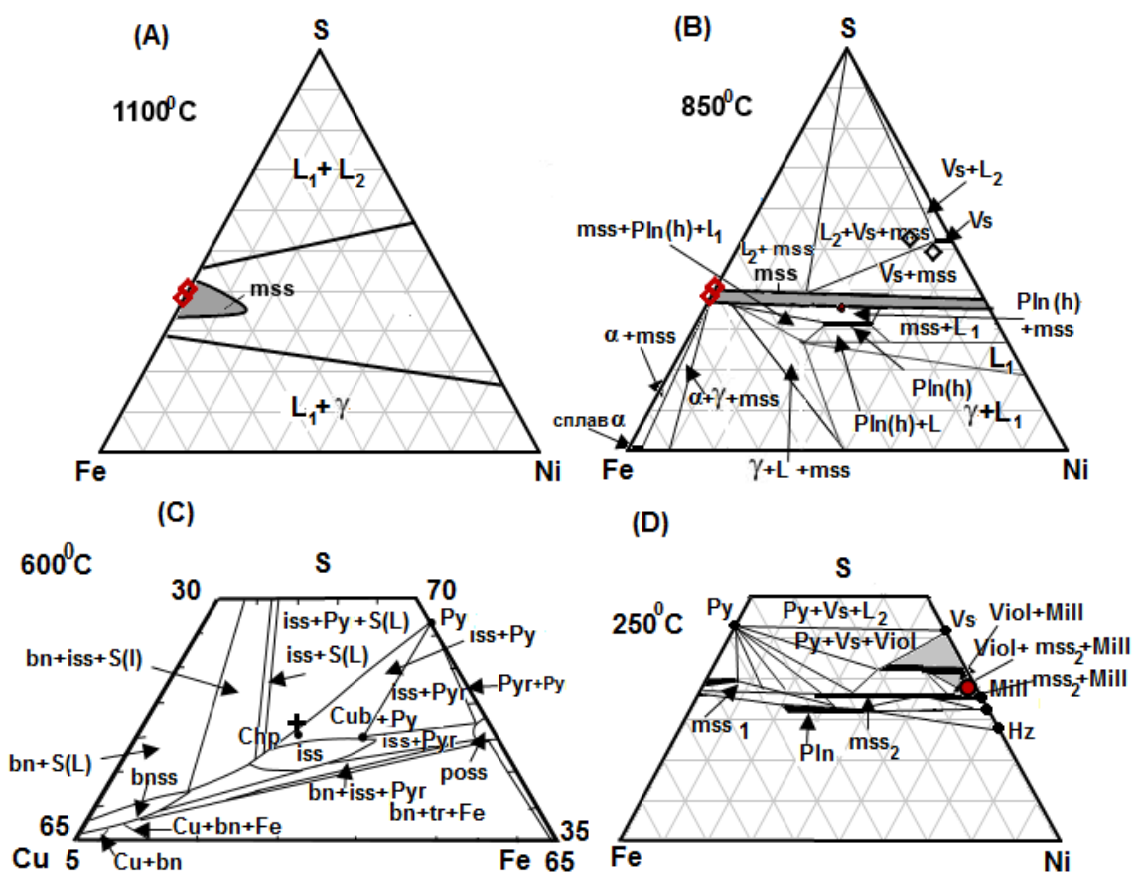 (A)
S
1100⁰C
L₁+ L₂
mss
L₁+ γ
Fe
Ni
(B)
S
850⁰C
Vs+L₂
Vs
mss+Pln(h)+L₁
L₂+Vs+mss
L₂+ mss
mss
Vs+mss
Pln(h)
+mss
mss+L₁
α+mss
L₁
Pln(h)
α+γ+mss
сплав α
Pln(h)+L
γ+L₁
Fe
Ni
γ+L +mss
(C)
600⁰C
S
30
70
Py
iss+Py + S(L)
ıss+Py
iss+S(L)
bn+iss+S(l)
iss+Pyr
Pyr+Py
Chp
Cub+Py
iss
iss+Pyr
bn+S(L)
bnss
poss
bn+iss+Pyr
bn+tr+Fe
65
35
Cu+bn+Fe
Cu 5
Fe 65
Cu+bn
(D)
250⁰C
S
Py
Py+Vs+L₂
Vs
Viol+Mill
Py+Vs+Viol
Viol+ mss₂+Mill
mss₂+Mill
Mill
mss₁
Hz
Pln
mss₂
Fe
Ni